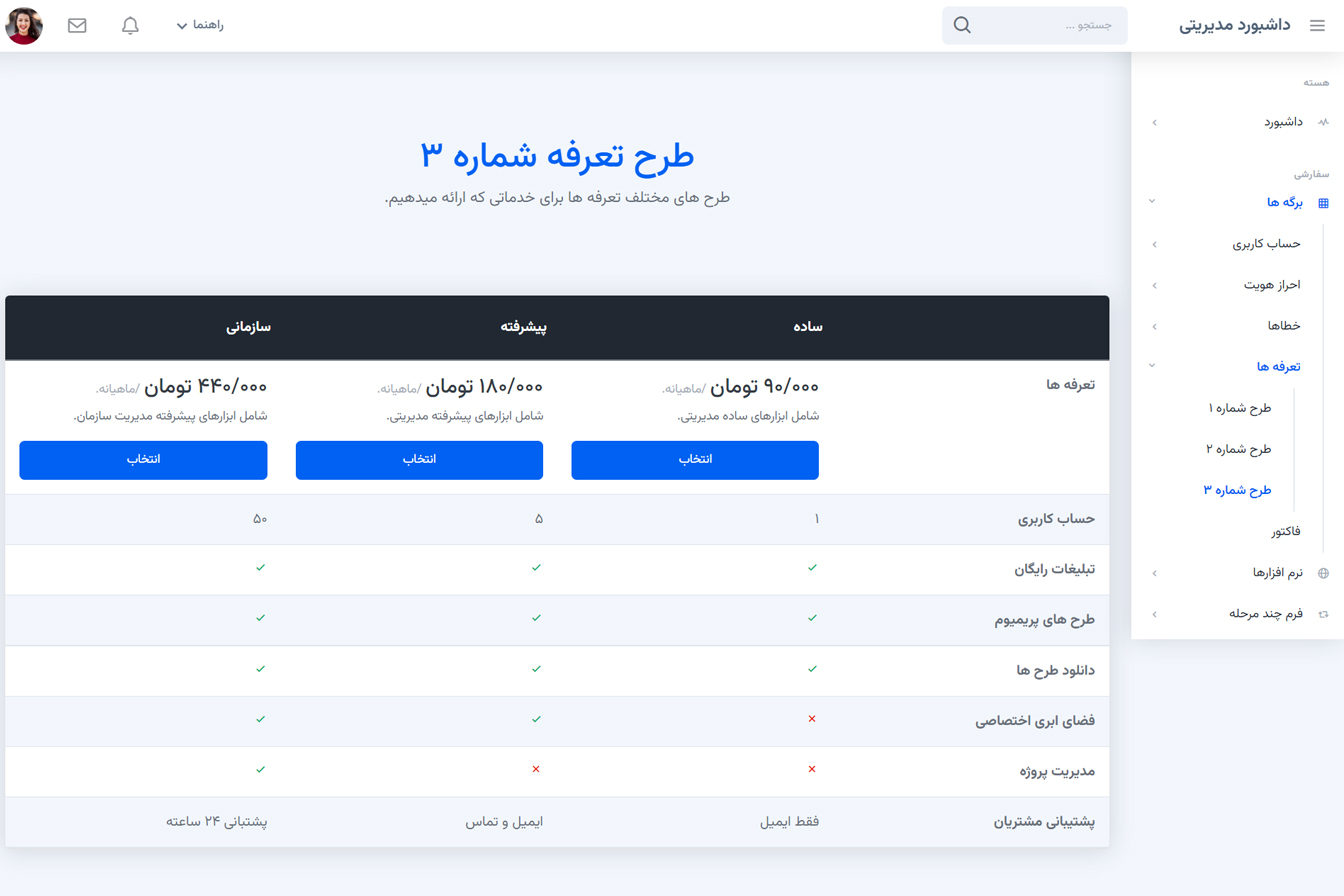 داشبورد مدیریتی
جستجو ...
راهنما
هسته
داشبورد
سفارشی
برگه ها
حساب کاربری
احراز هویت
خطاها
تعرفه ها
طرح شماره ۱
طرح شماره ۲
طرح شماره ۳
فاکتور
نرم افزارها
فرم چند مرحله
طرح تعرفه شماره ۳
طرح های مختلف تعرفه ها برای خدماتی که ارائه میدهیم.
ساده پیشرفته سازمانی
تعرفه ها ۹۰/۰۰۰ تومان /ماهیانه. ۱۸۰/۰۰۰ تومان /ماهیانه. ۴۴۰/۰۰۰ تومان /ماهیانه.
شامل ابزارهای ساده مدیریتی. شامل ابزارهای پیشرفته مدیریتی. شامل ابزارهای پیشرفته مدیریت سازمان.
انتخاب انتخاب انتخاب
حساب کاربری ۱ ۵ ۵۰
تبلیغات رایگان
طرح های پریمیوم
دانلود طرح ها
فضای ابری اختصاصی
مدیریت پروژه
پشتیبانی مشتریان فقط ایمیل ایمیل و تماس پشتبانی ۲۴ ساعته